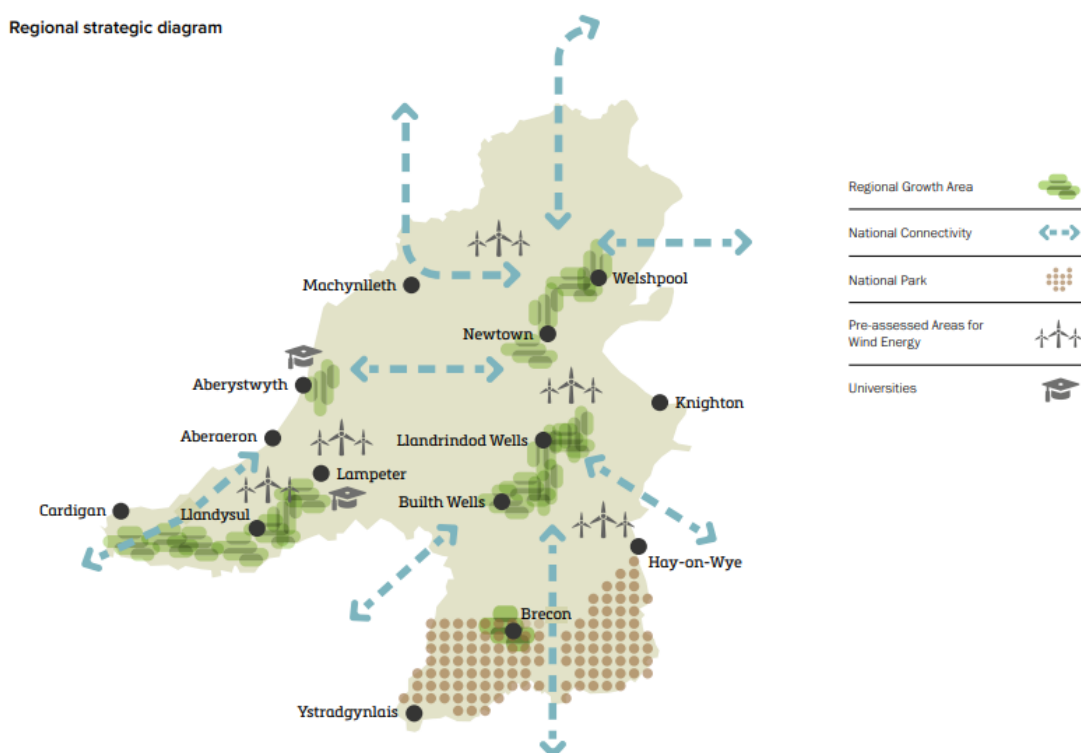 Regional strategic diagram
Regional Growth Area
National Connectivity
National Park
Pre-assessed Areas for
Wind Energy
Universities
Machynlleth
Welshpool
Newtown
Aberystwyth
Knighton
Aberaeron
Llandrindod Wells
Lampeter
Builth Wells
Cardigan
Llandysul
Hay-on-Wye
Brecon
Ystradgynlais